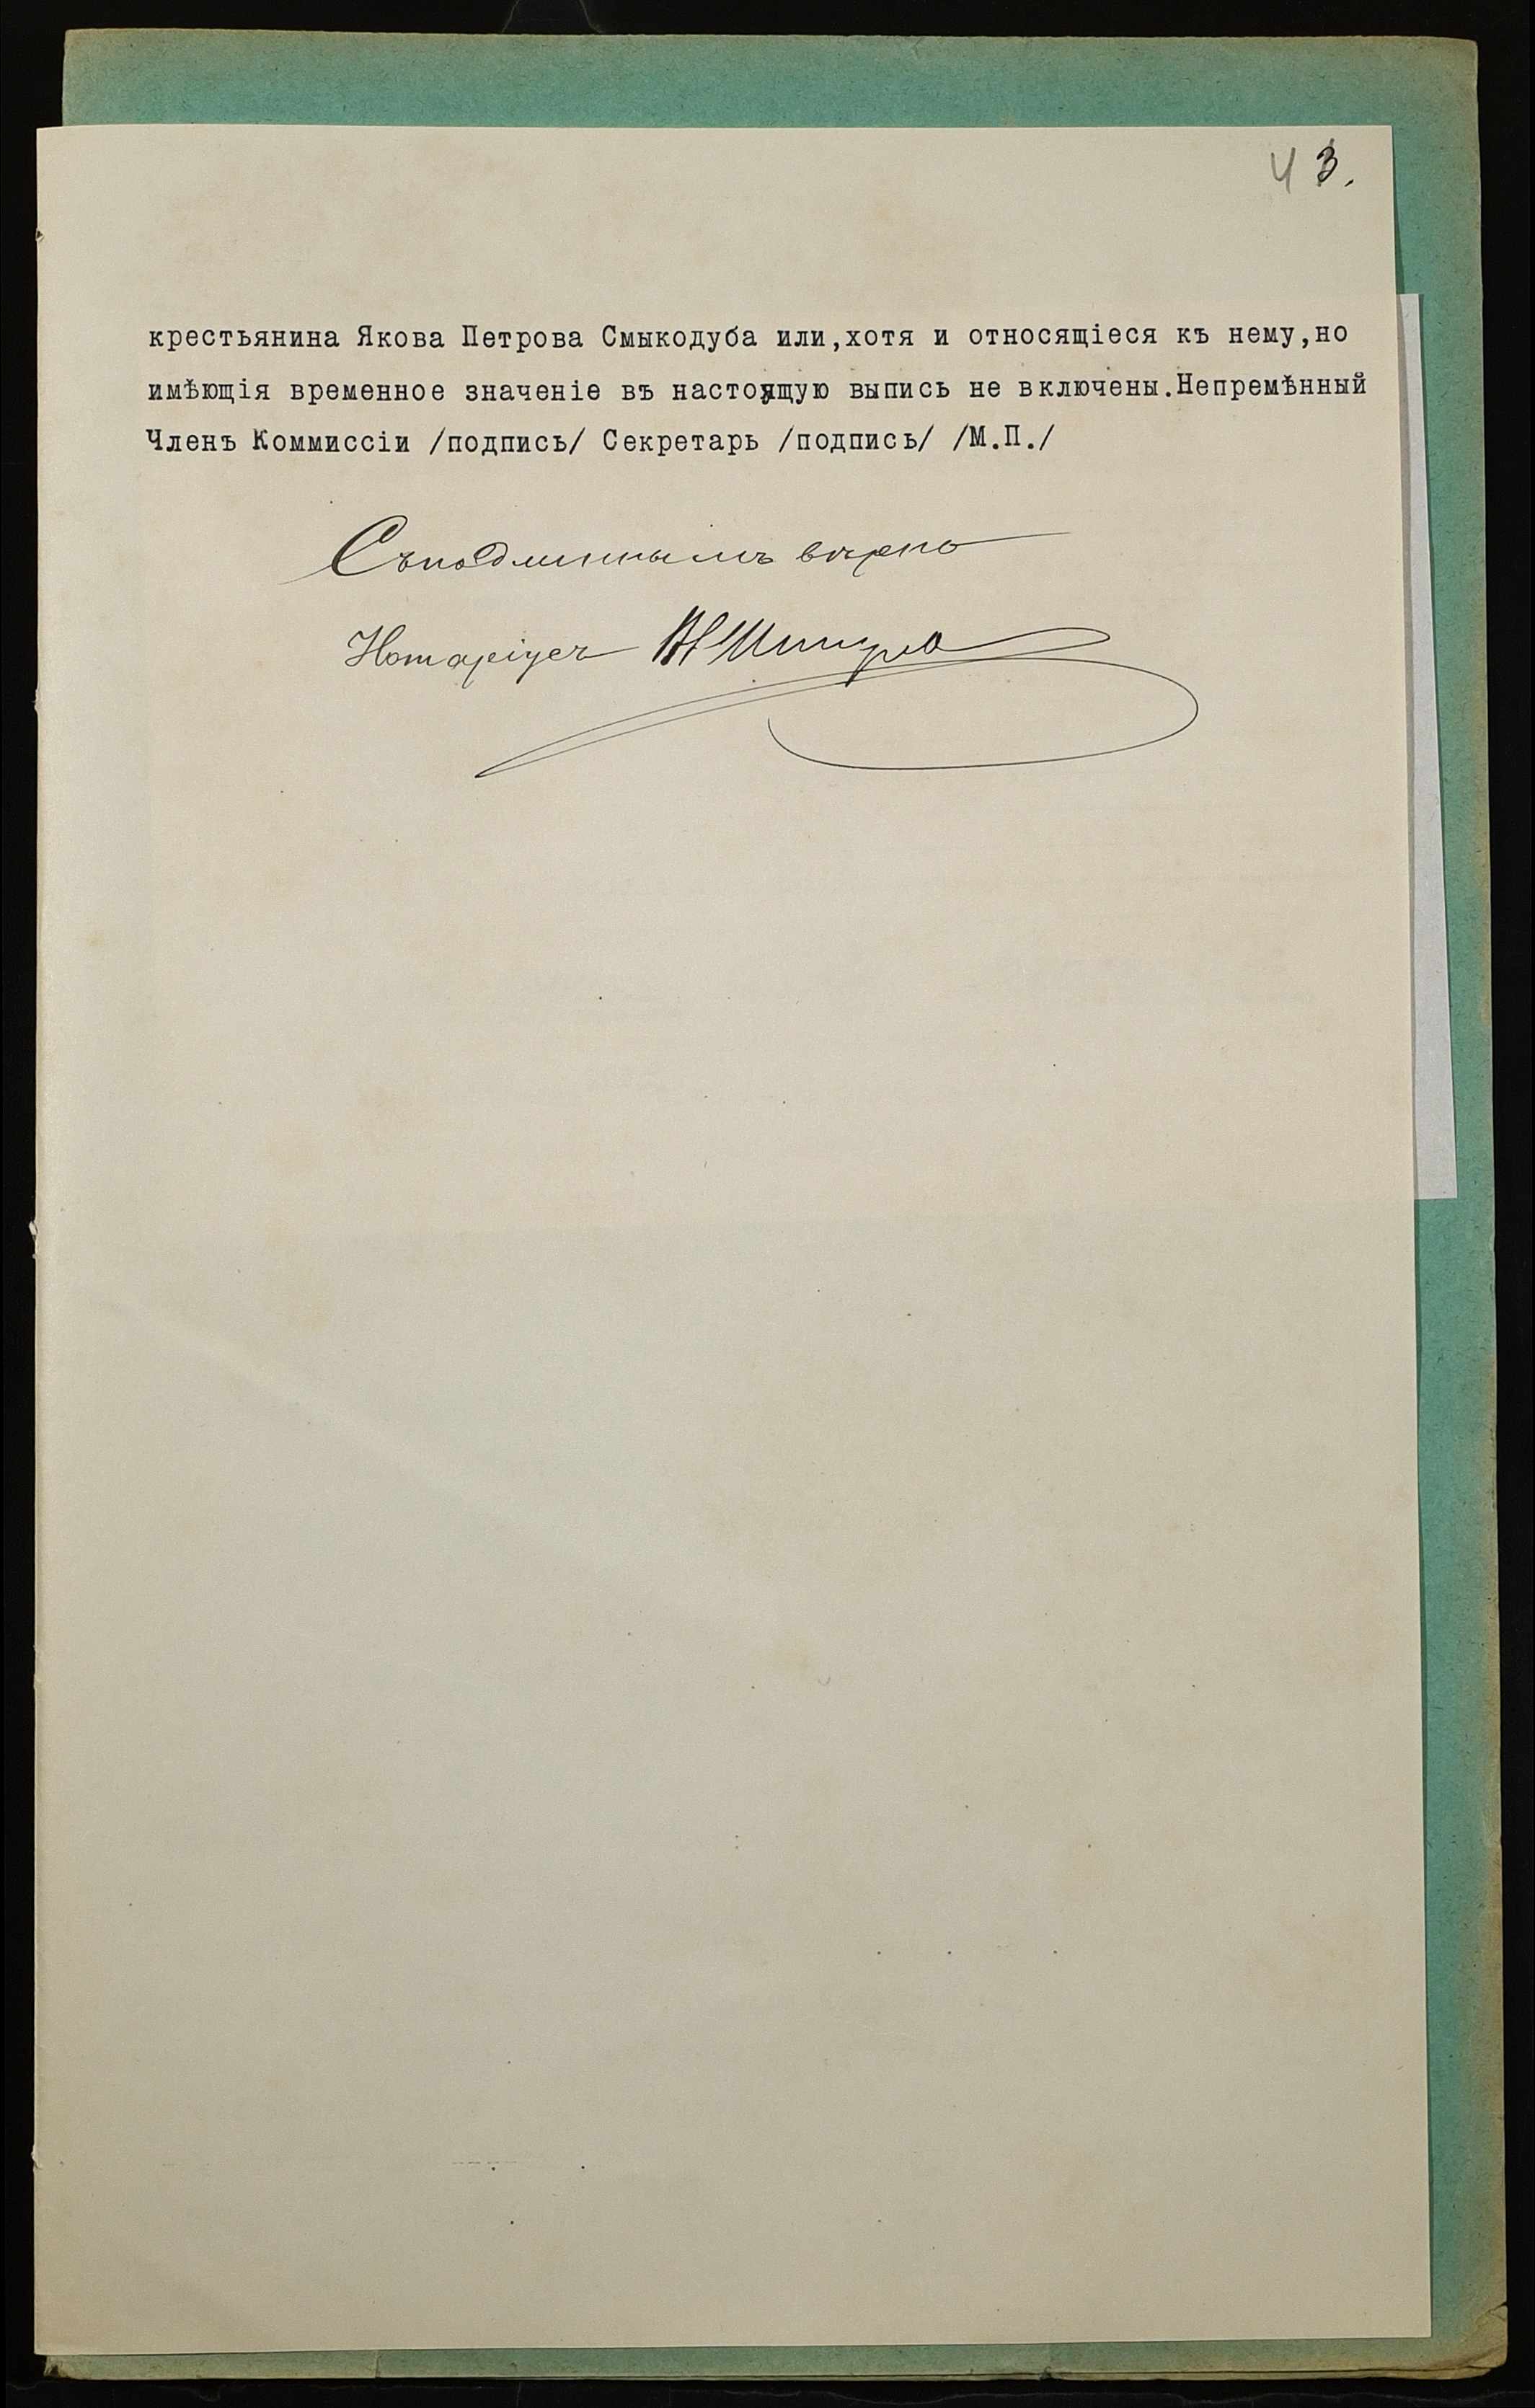 43.
крестьянина Якова Петрова Смыкодуба или,хотя и относящіеся къ нему,но
имѣющія временное значеніе въ настоящую выпись не включены.Непремѣнный
Членъ Коммиссіи /подпись/ Секретарь /подпись/ /М.П./
Съ подлиннымъ вѣрно
Нотаріусъ